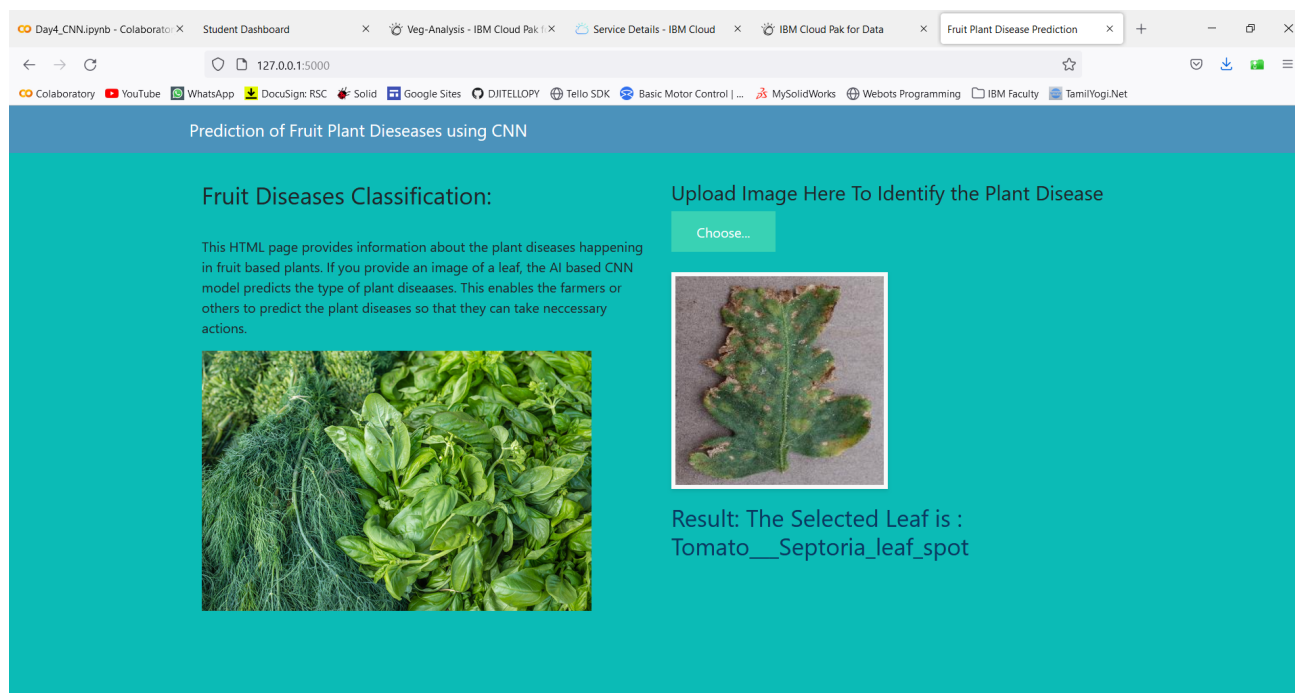 Day4_CNN.ipynb - Colaborator
Student Dashboard
Veg-Analysis - IBM Cloud Pak f
Service Details - IBM Cloud
IBM Cloud Pak for Data
Fruit Plant Disease Prediction
127.0.0.1:5000
Colaboratory YouTube WhatsApp DocuSign: RSC Solid Google Sites DJITELLOPY Tello SDK Basic Motor Control | ... MySolidWorks Webots Programming IBM Faculty TamilYogi.Net
Prediction of Fruit Plant Dieseases using CNN
Fruit Diseases Classification:
This HTML page provides information about the plant diseases happening
in fruit based plants. If you provide an image of a leaf, the AI based CNN
model predicts the type of plant diseaases. This enables the farmers or
others to predict the plant diseases so that they can take neccessary
actions.
Upload Image Here To Identify the Plant Disease
Choose...
Result: The Selected Leaf is :
Tomato___Septoria_leaf_spot